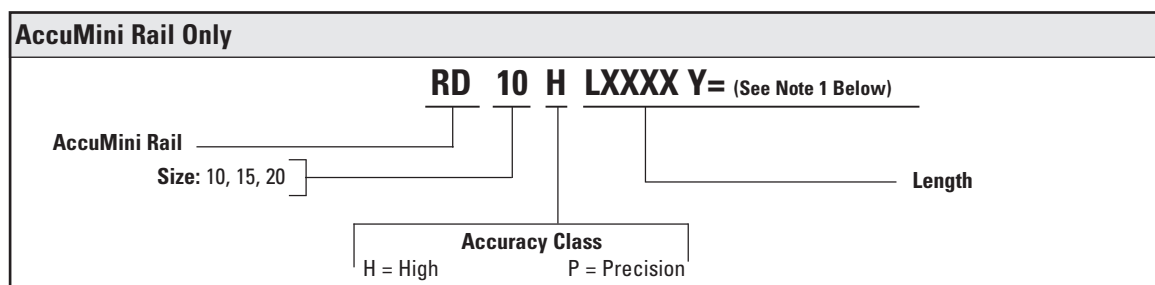 AccuMini Rail Only
RD 10 H LXXXX Y= (See Note 1 Below)
AccuMini Rail
Size: 10, 15, 20
Length
Accuracy Class
H = High P = Precision